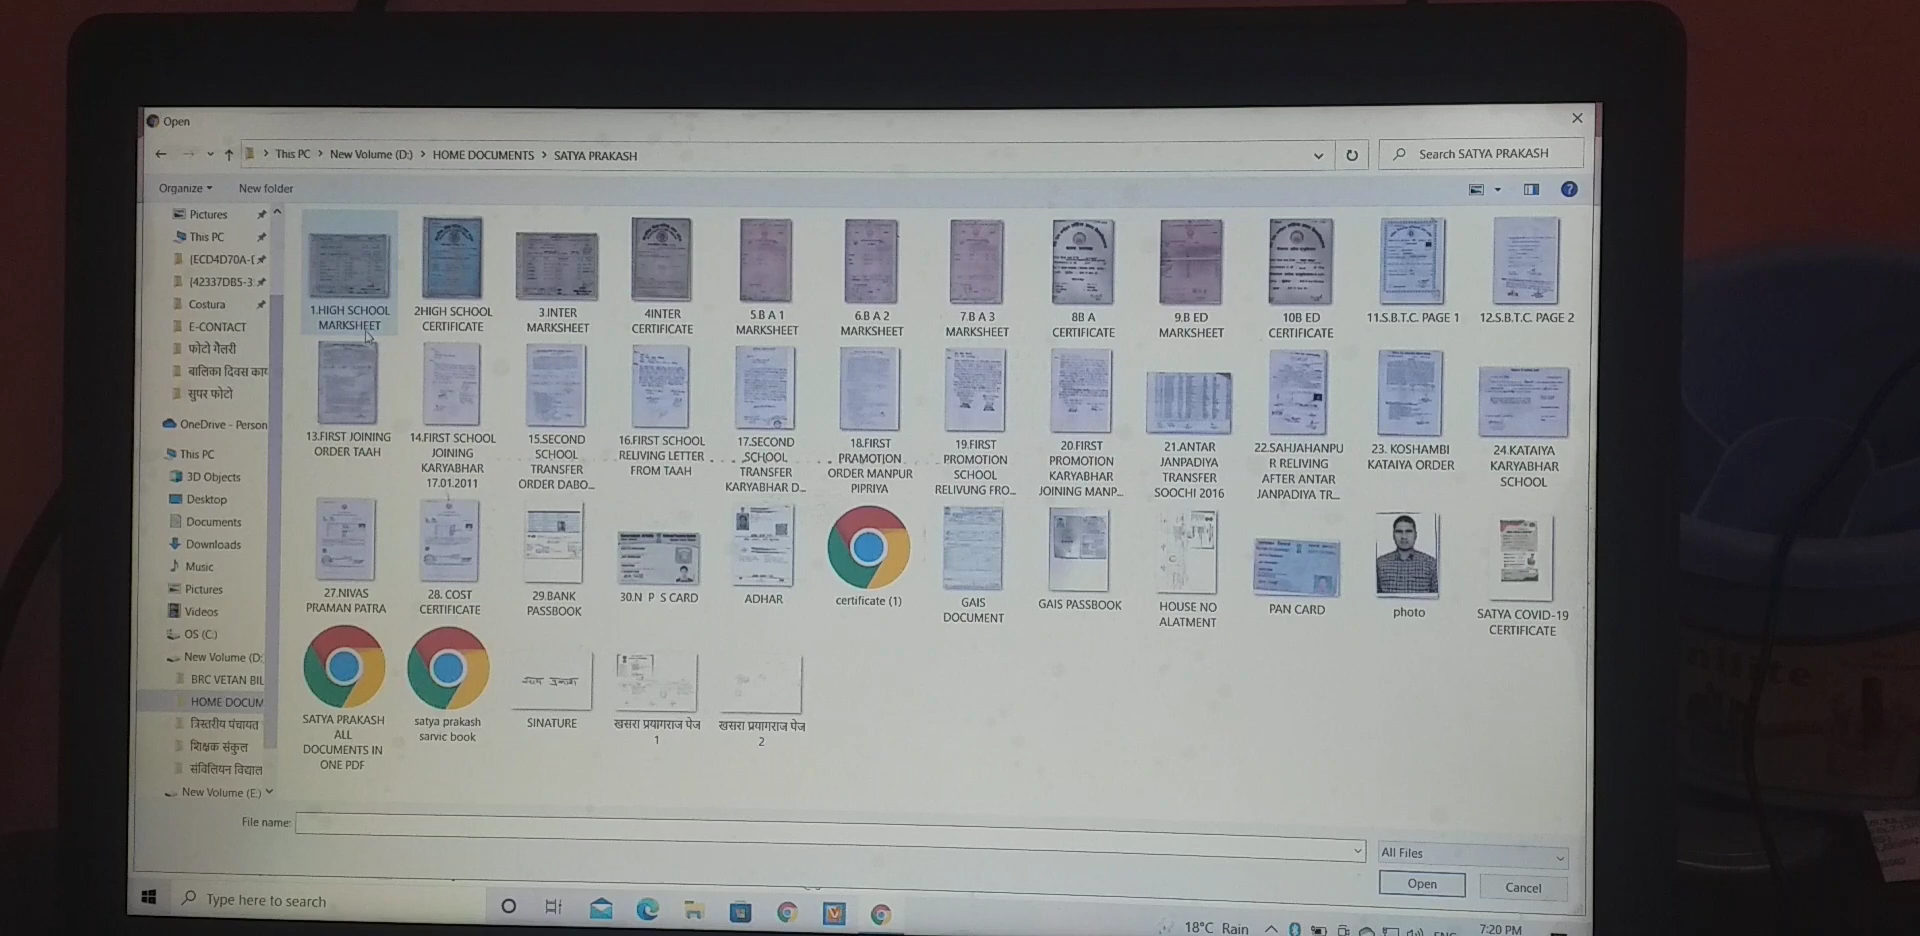 Open
This PC > New Volume (D:) > HOME DOCUMENTS > SATYA PRAKASH
Search SATYA PRAKASH
Organize
New folder
Pictures
This PC
{ECD4D70A-
{42337DB5-3
Costura
E-CONTACT
फोटो गैलरी
बालिका दिवस का
सुपर फोटो
OneDrive - Person
This PC
3D Objects
Desktop
Documents
Downloads
Music
Pictures
Videos
OS (C:)
New Volume (D:
BRC VETAN BIL
HOME DOCUM
त्रिस्तरीय पंचायत
शिक्षक संकुल
संविलियन विद्याल
New Volume (E:)
1.HIGH SCHOOL
MARKSHEET
2HIGH SCHOOL
CERTIFICATE
3.INTER
MARKSHEET
4INTER
CERTIFICATE
5.B A 1
MARKSHEET
6.B A 2
MARKSHEET
7.B A 3
MARKSHEET
8B A
CERTIFICATE
9.B ED
MARKSHEET
10B ED
CERTIFICATE
11.S.B.T.C. PAGE 1
12.S.B.T.C. PAGE 2
13.FIRST JOINING
ORDER TAAH
14.FIRST SCHOOL
JOINING
KARYABHAR
17.01.2011
15.SECOND
SCHOOL
TRANSFER
ORDER DABO...
16.FIRST SCHOOL
RELIVING LETTER
FROM TAAH
17.SECOND
SCHOOL
TRANSFER
KARYABHAR D...
18.FIRST
PRAMOTION
ORDER MANPUR
PIPRIYA
19.FIRST
PROMOTION
SCHOOL
RELIVUNG FRO...
20.FIRST
PROMOTION
KARYABHAR
JOINING MANP...
21.ANTAR
JANPADIYA
TRANSFER
SOOCHI 2016
22.SAHJAHANPU
R RELIVING
AFTER ANTAR
JANPADIYA TR...
23. KOSHAMBI
KATAIYA ORDER
24.KATAIYA
KARYABHAR
SCHOOL
27.NIVAS
PRAMAN PATRA
28. COST
CERTIFICATE
29.BANK
PASSBOOK
30.N P S CARD
ADHAR
certificate (1)
GAIS
DOCUMENT
GAIS PASSBOOK
HOUSE NO
ALATMENT
PAN CARD
photo
SATYA COVID-19
CERTIFICATE
SATYA PRAKASH
ALL
DOCUMENTS IN
ONE PDF
satya prakash
sarvic book
SINATURE
खसरा प्रयागराज पेज
1
खसरा प्रयागराज पेज
2
File name:
All Files
Open
Cancel
Type here to search
18°C Rain
7:20 PM